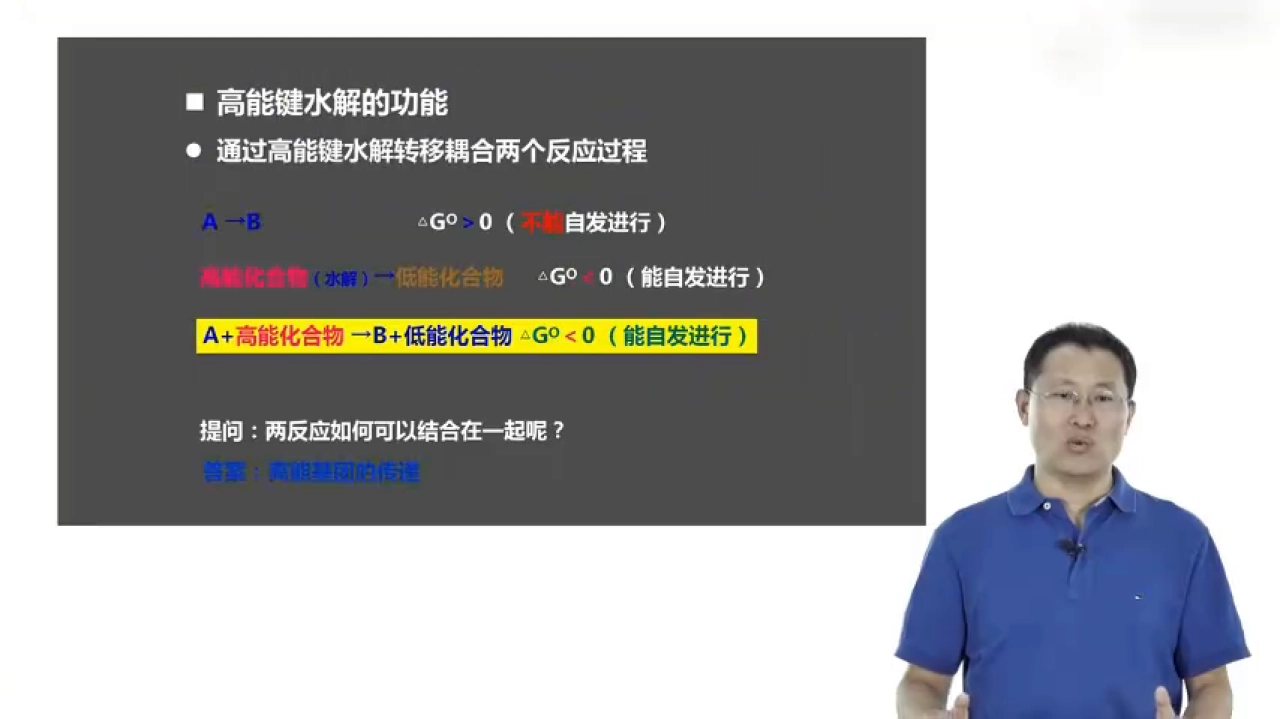 ■ 高能键水解的功能
● 通过高能键水解转移耦合两个反应过程
A →B △Gº > 0（不能自发进行）
高能化合物（水解）→低能化合物 △Gº < 0（能自发进行）
A+高能化合物 →B+低能化合物 △Gº < 0（能自发进行）
提问：两反应如何可以结合在一起呢？
答案：高能基团的传递